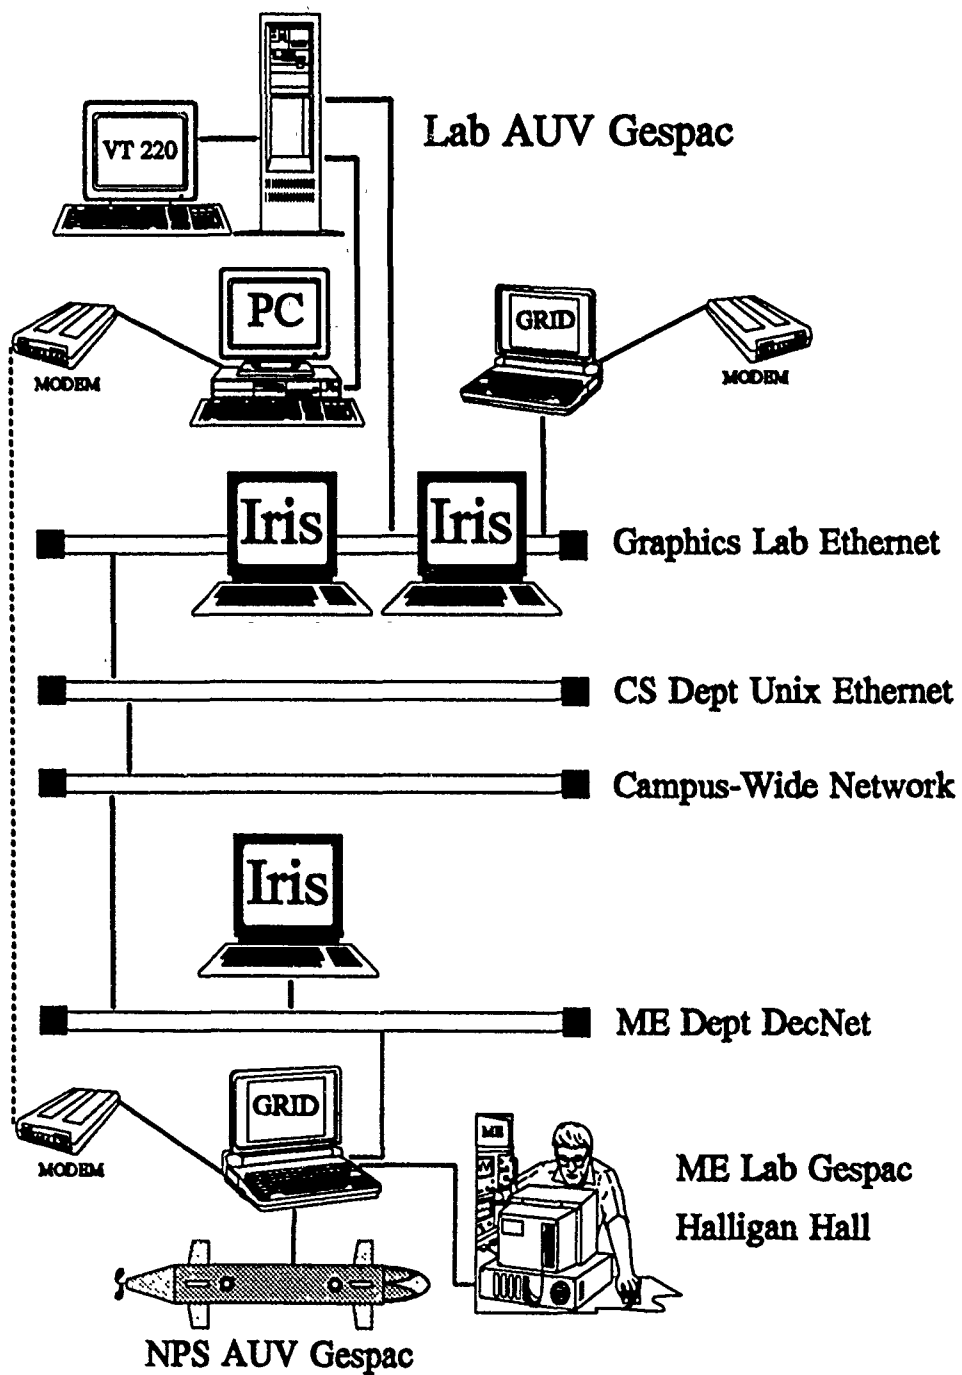 Lab AUV Gespac
VT 220
PC
GRID
MODEM
MODEM
Iris
Iris
Graphics Lab Ethernet
CS Dept Unix Ethernet
Campus-Wide Network
Iris
ME Dept DecNet
GRID
MODEM
ME
ME Lab Gespac
Halligan Hall
NPS AUV Gespac